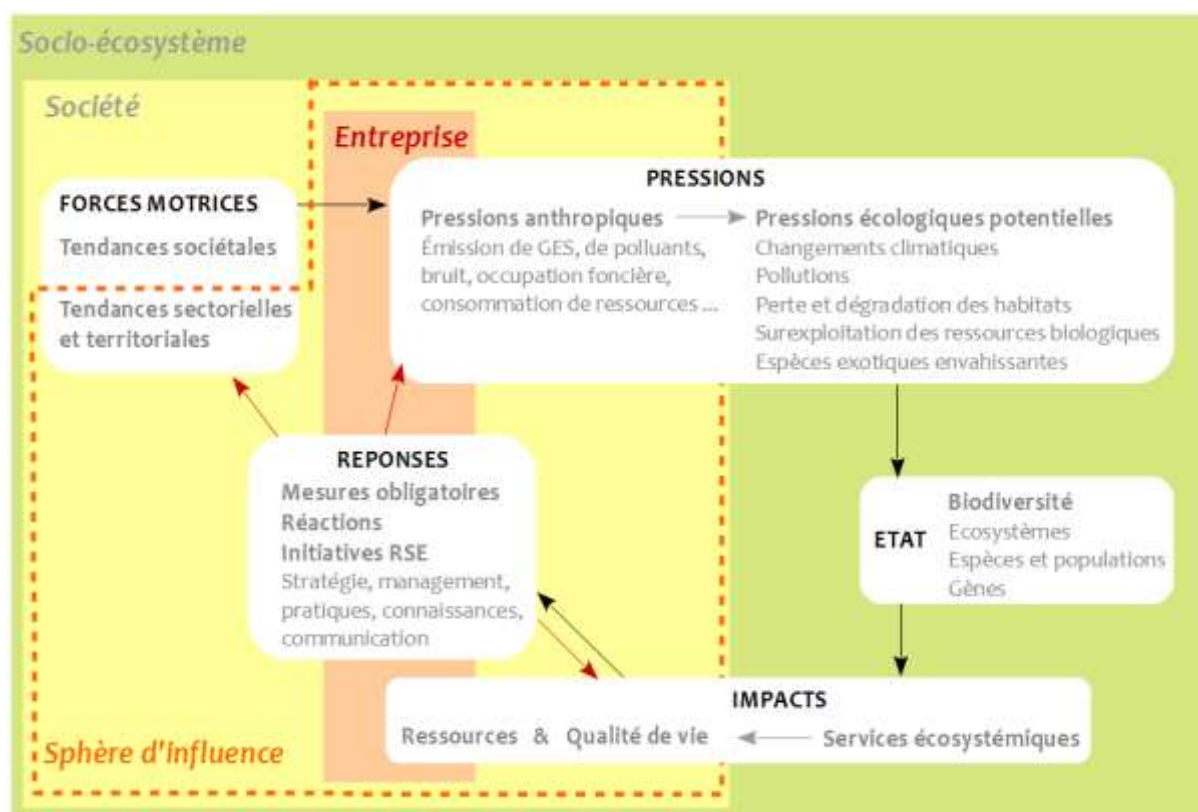 Socio-écosystème
Société
Entreprise
FORCES MOTRICES
Tendances sociétales
Tendances sectorielles
et territoriales
PRESSIONS
Pressions anthropiques
Émission de GES, de polluants,
bruit, occupation foncière,
consommation de ressources ...
Pressions écologiques potentielles
Changements climatiques
Pollutions
Perte et dégradation des habitats
Surexploitation des ressources biologiques
Espèces exotiques envahissantes
REPONSES
Mesures obligatoires
Réactions
Initiatives RSE
Stratégie, management,
pratiques, connaissances,
communication
ETAT
Biodiversité
Ecosystèmes
Espèces et populations
Gènes
IMPACTS
Ressources & Qualité de vie
Services écosystémiques
Sphère d'influence